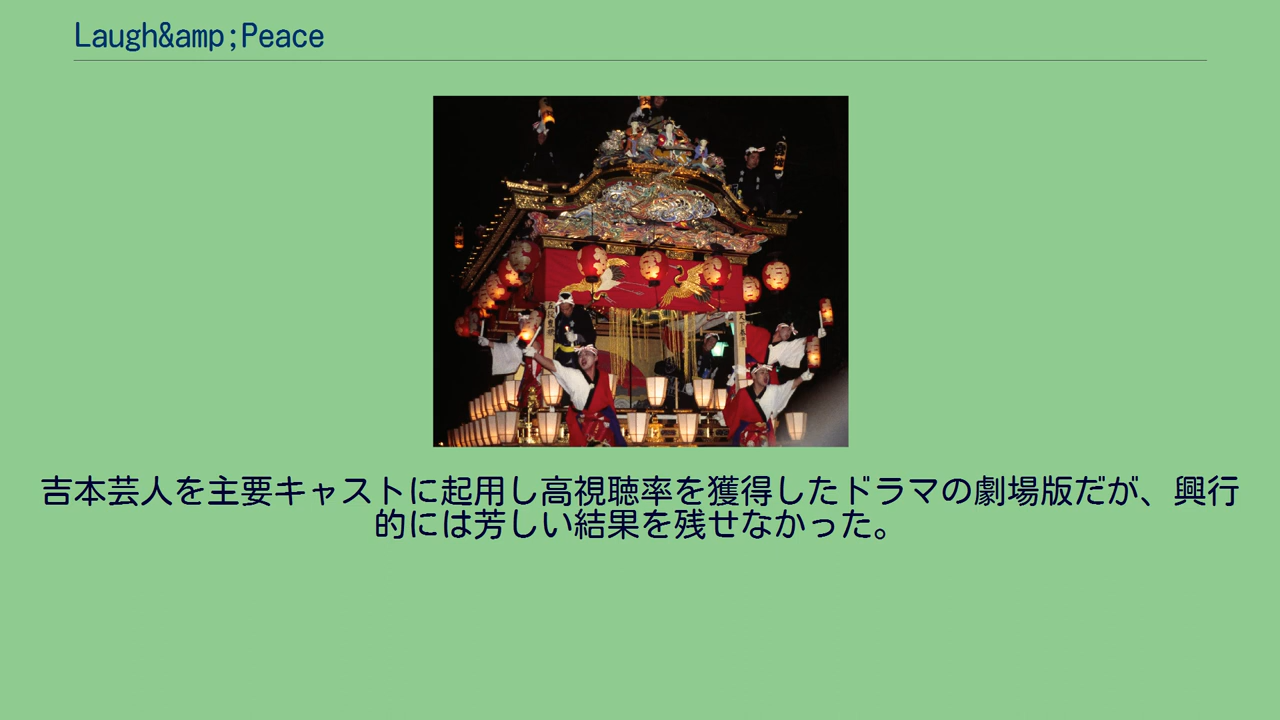 Laugh&amp;Peace
吉本芸人を主要キャストに起用し高視聴率を獲得したドラマの劇場版だが、興行
的には芳しい結果を残せなかった。